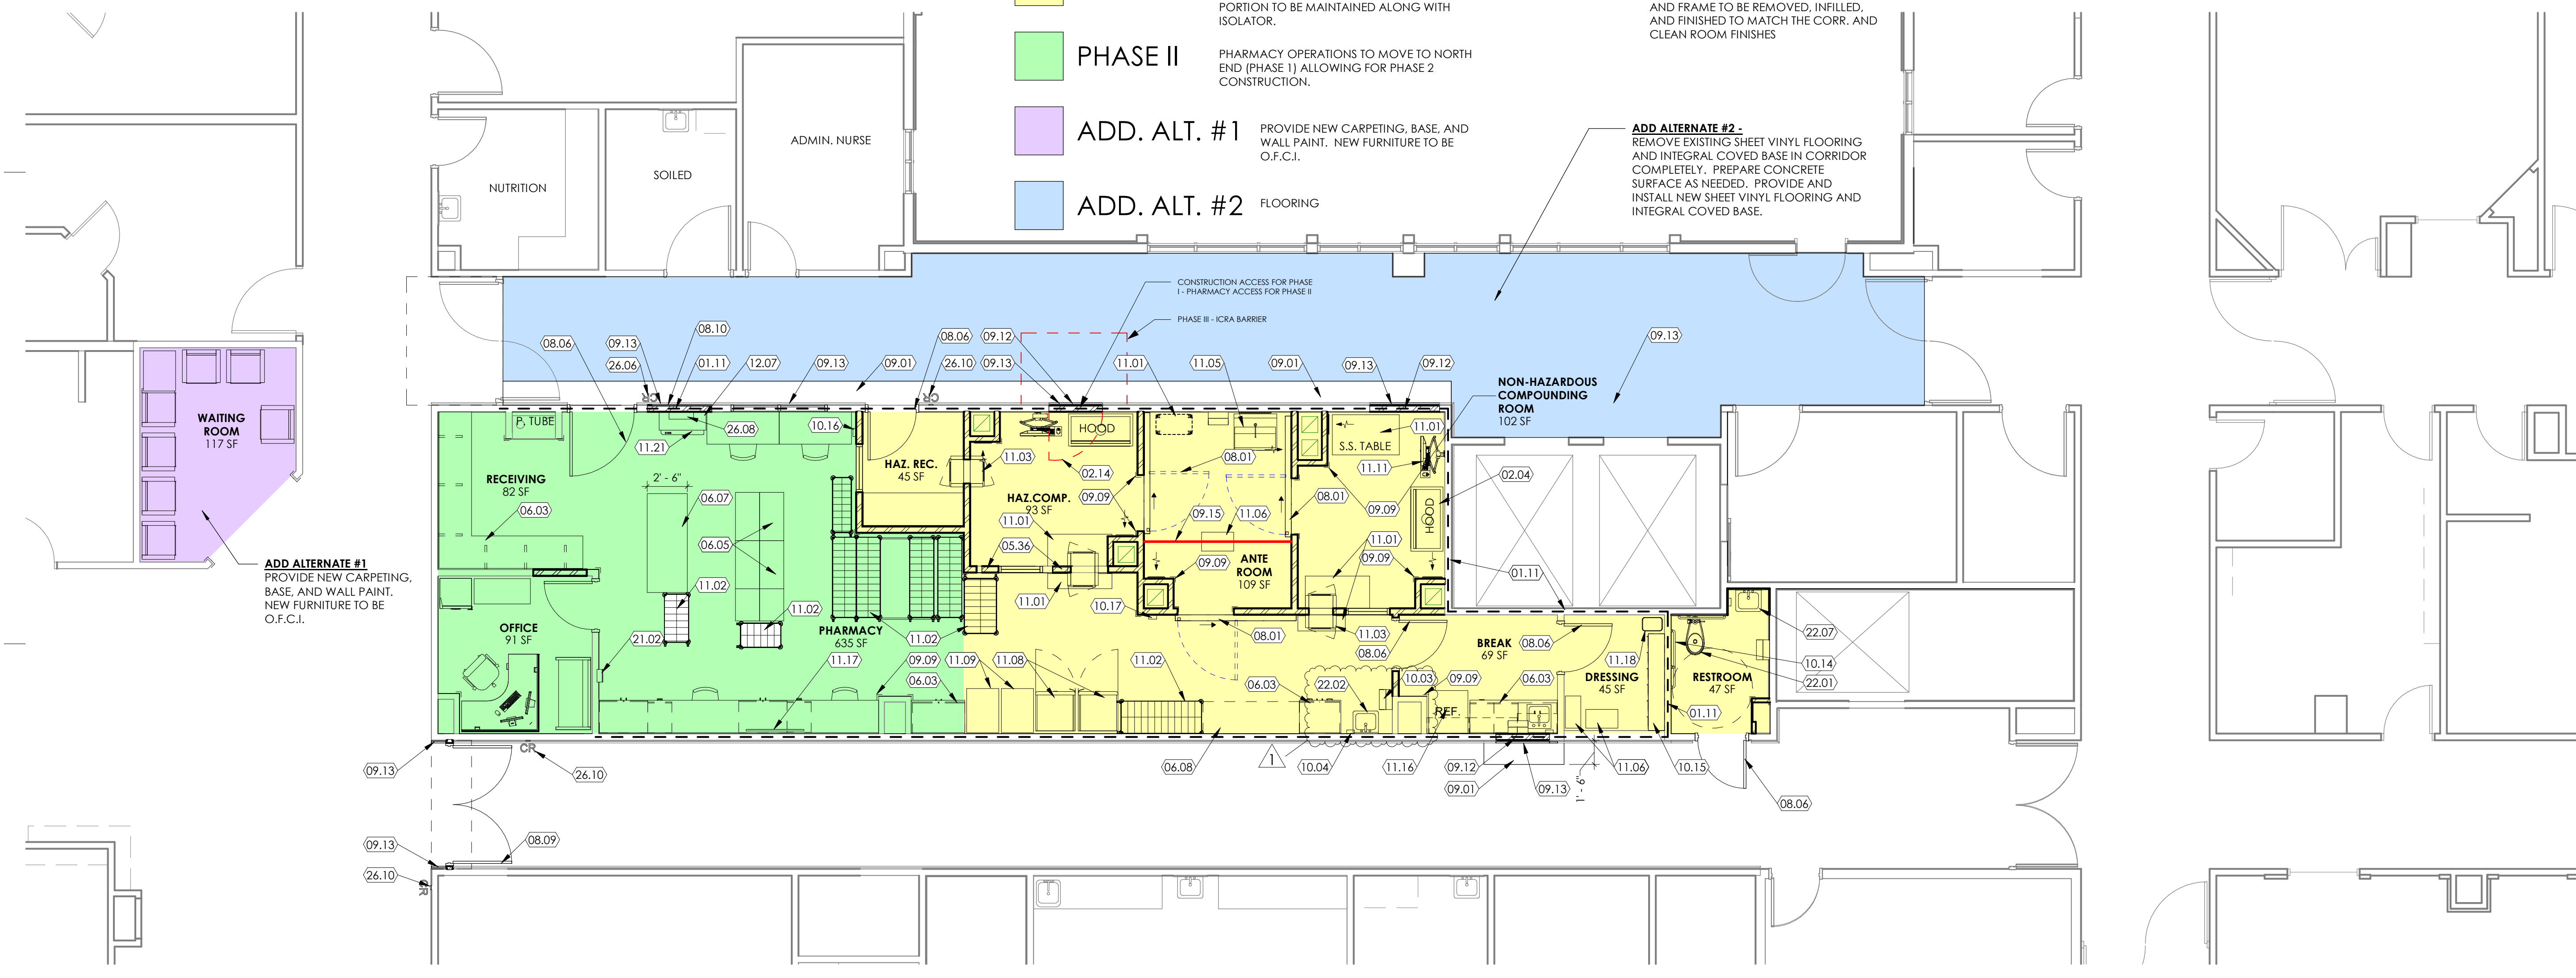 PORTION TO BE MAINTAINED ALONG WITH
ISOLATOR.
AND FRAME TO BE REMOVED, INFILLED,
AND FINISHED TO MATCH THE CORR. AND
CLEAN ROOM FINISHES
PHASE II
PHARMACY OPERATIONS TO MOVE TO NORTH
END (PHASE 1) ALLOWING FOR PHASE 2
CONSTRUCTION.
ADD. ALT. #1
PROVIDE NEW CARPETING, BASE, AND
WALL PAINT. NEW FURNITURE TO BE
O.F.C.I.
ADD. ALT. #2
FLOORING
ADD ALTERNATE #2 -
REMOVE EXISTING SHEET VINYL FLOORING
AND INTEGRAL COVED BASE IN CORRIDOR
COMPLETELY. PREPARE CONCRETE
SURFACE AS NEEDED. PROVIDE AND
INSTALL NEW SHEET VINYL FLOORING AND
INTEGRAL COVED BASE.
NUTRITION
SOILED
ADMIN. NURSE
CONSTRUCTION ACCESS FOR PHASE
I - PHARMACY ACCESS FOR PHASE II
PHASE III - ICRA BARRIER
08.06
09.13
08.10
26.06
01.11
12.07
09.13
09.01
08.06
26.10
09.12
09.13
11.01
11.05
09.01
09.13
09.12
09.13
CR
CR
NON-HAZARDOUS
COMPOUNDING
ROOM
102 SF
WAITING
ROOM
117 SF
ADD ALTERNATE #1
PROVIDE NEW CARPETING,
BASE, AND WALL PAINT.
NEW FURNITURE TO BE
O.F.C.I.
P. TUBE
26.08
11.21
10.16
HOOD
S.S. TABLE
11.01
11.11
RECEIVING
82 SF
2' - 6"
06.07
06.03
06.05
HAZ. REC.
45 SF
11.03
02.14
08.01
02.04
HAZ.COMP.
93 SF
09.09
11.01
05.36
09.15
11.06
08.01
09.09
HOOD
11.01
09.09
09.09
ANTE
ROOM
109 SF
01.11
11.02
11.02
11.01
10.17
OFFICE
91 SF
21.02
PHARMACY
635 SF
11.02
08.01
11.03
08.06
BREAK
69 SF
08.06
22.07
11.17
09.09
11.09
11.08
11.02
11.18
10.14
06.03
06.03
22.02
10.03
09.09
06.03
DRESSING
45 SF
RESTROOM
47 SF
22.01
REF.
01.11
CR
09.13
26.10
06.08
1
10.04
11.16
09.12
09.01
09.13
1' - 6"
11.06
10.15
08.06
09.13
08.09
26.10
CR